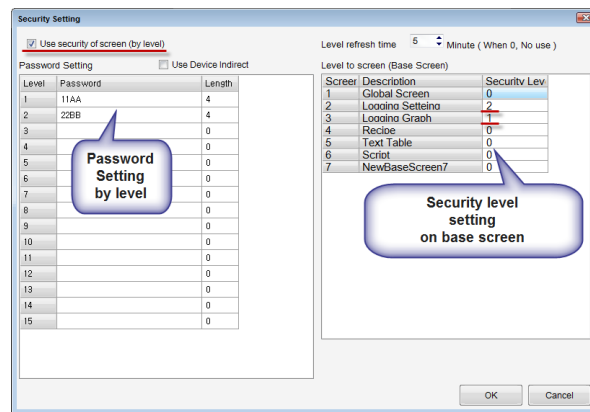 Security Setting
Use security of screen (by level)
Level refresh time 5 Minute ( When 0, No use )
Password Setting Use Device Indirect
Level to screen (Base Screen)
Level Password Length
1 11AA 4
2 22BB 4
3 0
4 0
5 0
6 0
7 0
8 0
9 0
10 0
11 0
12 0
13 0
14 0
15 0
Password
Setting
by level
Screer Description Security Lev
1 Global Screen 0
2 Logging Setteing 2
3 Logging Graph 1
4 Recipe 0
5 Text Table 0
6 Script 0
7 NewBaseScreen7 0
Security level
setting
on base screen
OK Cancel